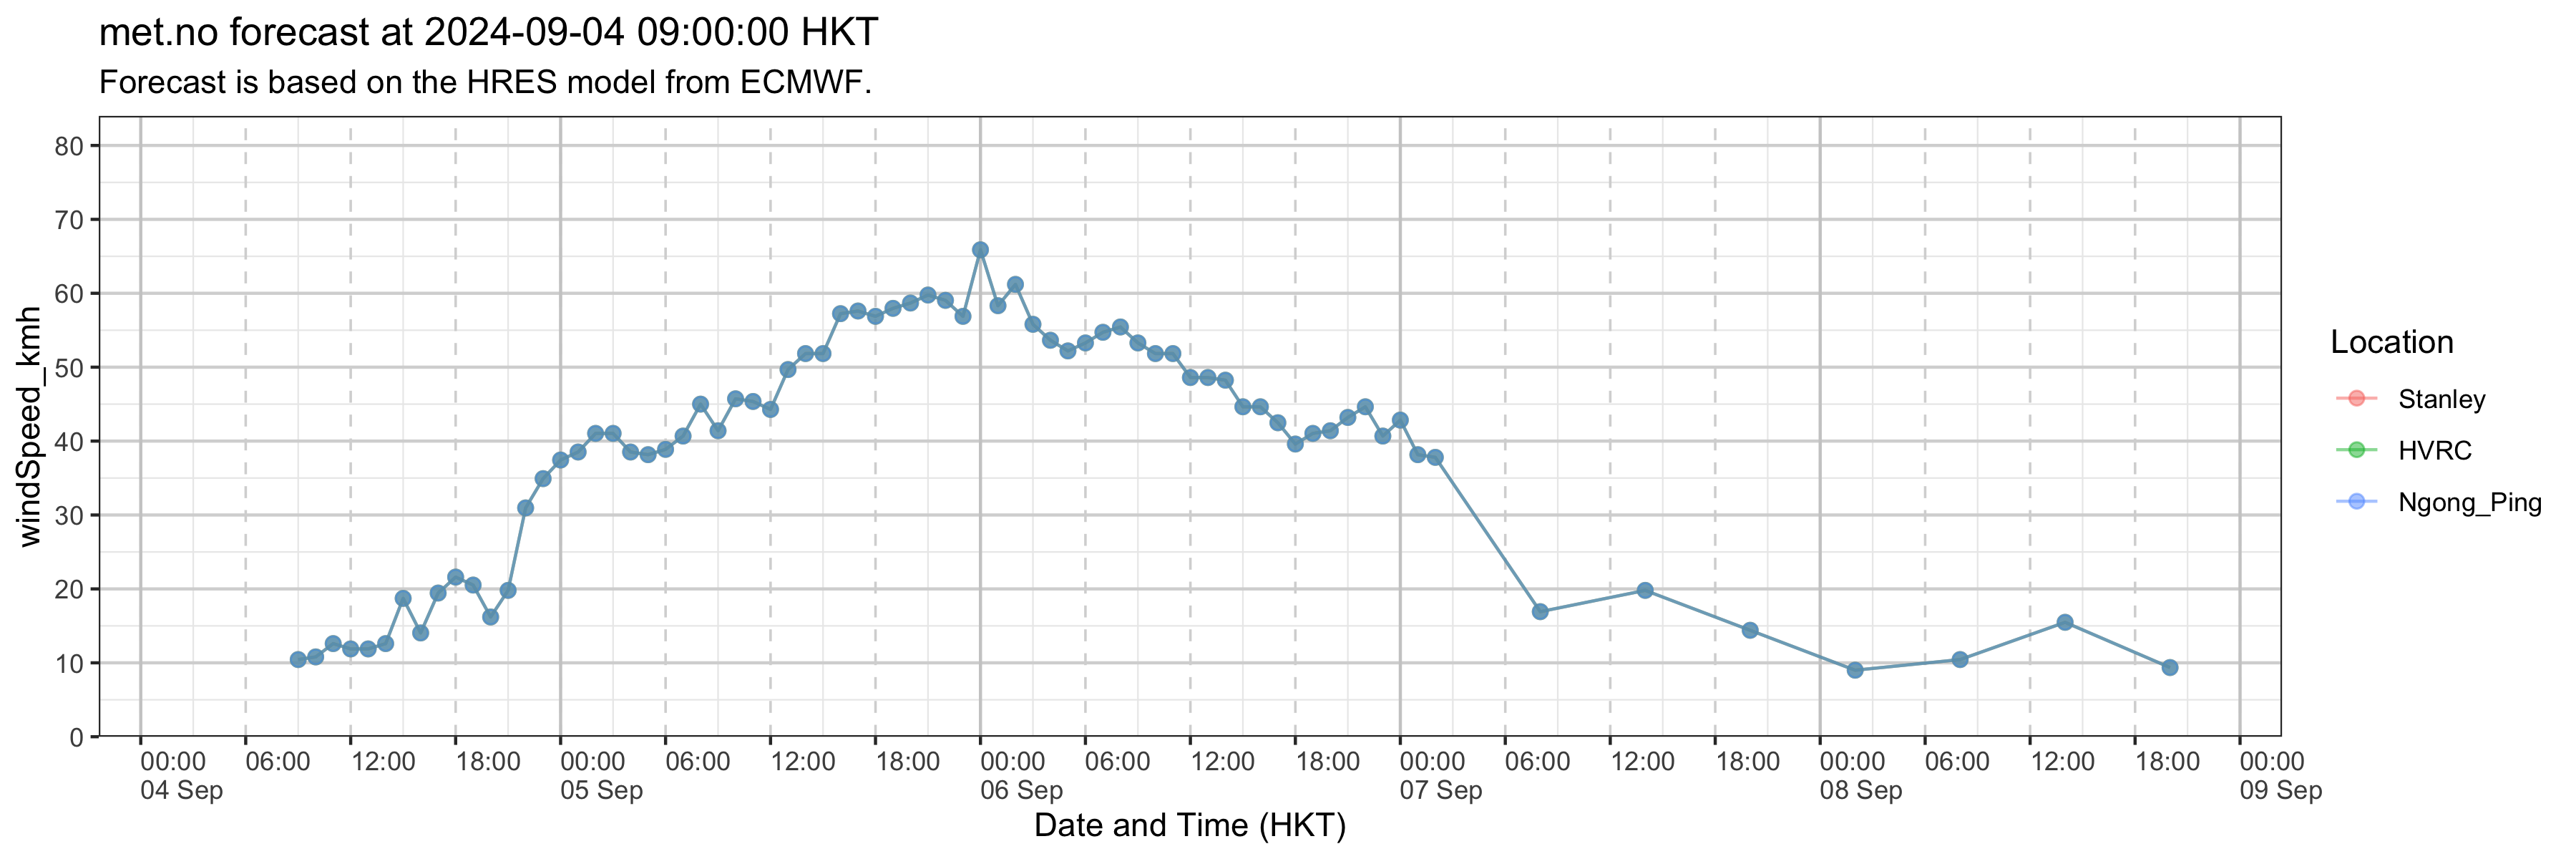 met.no forecast at 2024-09-04 09:00:00 HKT
Forecast is based on the HRES model from ECMWF.
windSpeed_kmh
80
70
60
50
40
30
20
10
0
00:00 06:00 12:00 18:00 00:00 06:00 12:00 18:00 00:00 06:00 12:00 18:00 00:00 06:00 12:00 18:00 00:00 06:00 12:00 18:00 00:00
04 Sep 05 Sep 06 Sep 07 Sep 08 Sep 09 Sep
Date and Time (HKT)
Location
Stanley
HVRC
Ngong_Ping